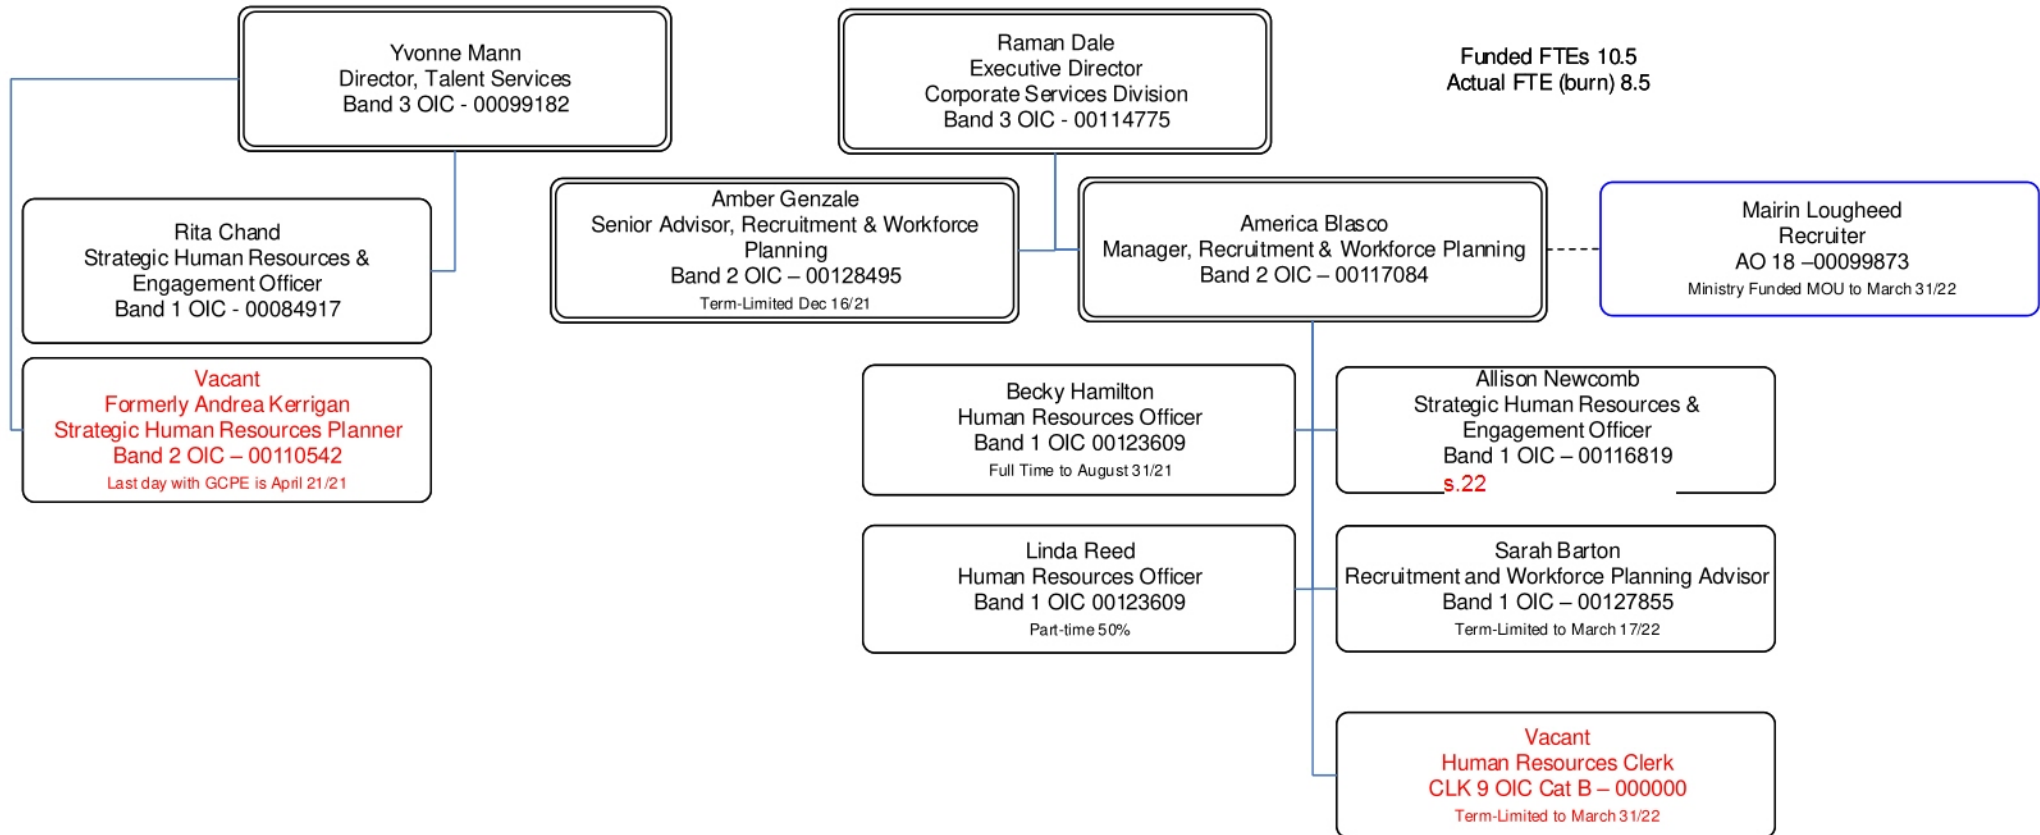 Yvonne Mann
Director, Talent Services
Band 3 OIC - 00099182
Raman Dale
Executive Director
Corporate Services Division
Band 3 OIC - 00114775
Funded FTEs 10.5
Actual FTE (burn) 8.5
Rita Chand
Strategic Human Resources &
Engagement Officer
Band 1 OIC - 00084917
Amber Genzale
Senior Advisor, Recruitment & Workforce
Planning
Band 2 OIC – 00128495
Term-Limited Dec 16/21
America Blasco
Manager, Recruitment & Workforce Planning
Band 2 OIC – 00117084
Mairin Lougheed
Recruiter
AO 18 –00099873
Ministry Funded MOU to March 31/22
Vacant
Formerly Andrea Kerrigan
Strategic Human Resources Planner
Band 2 OIC – 00110542
Last day with GCPE is April 21/21
Becky Hamilton
Human Resources Officer
Band 1 OIC 00123609
Full Time to August 31/21
Allison Newcomb
Strategic Human Resources &
Engagement Officer
Band 1 OIC – 00116819
s.22
Linda Reed
Human Resources Officer
Band 1 OIC 00123609
Part-time 50%
Sarah Barton
Recruitment and Workforce Planning Advisor
Band 1 OIC – 00127855
Term-Limited to March 17/22
Vacant
Human Resources Clerk
CLK 9 OIC Cat B – 000000
Term-Limited to March 31/22